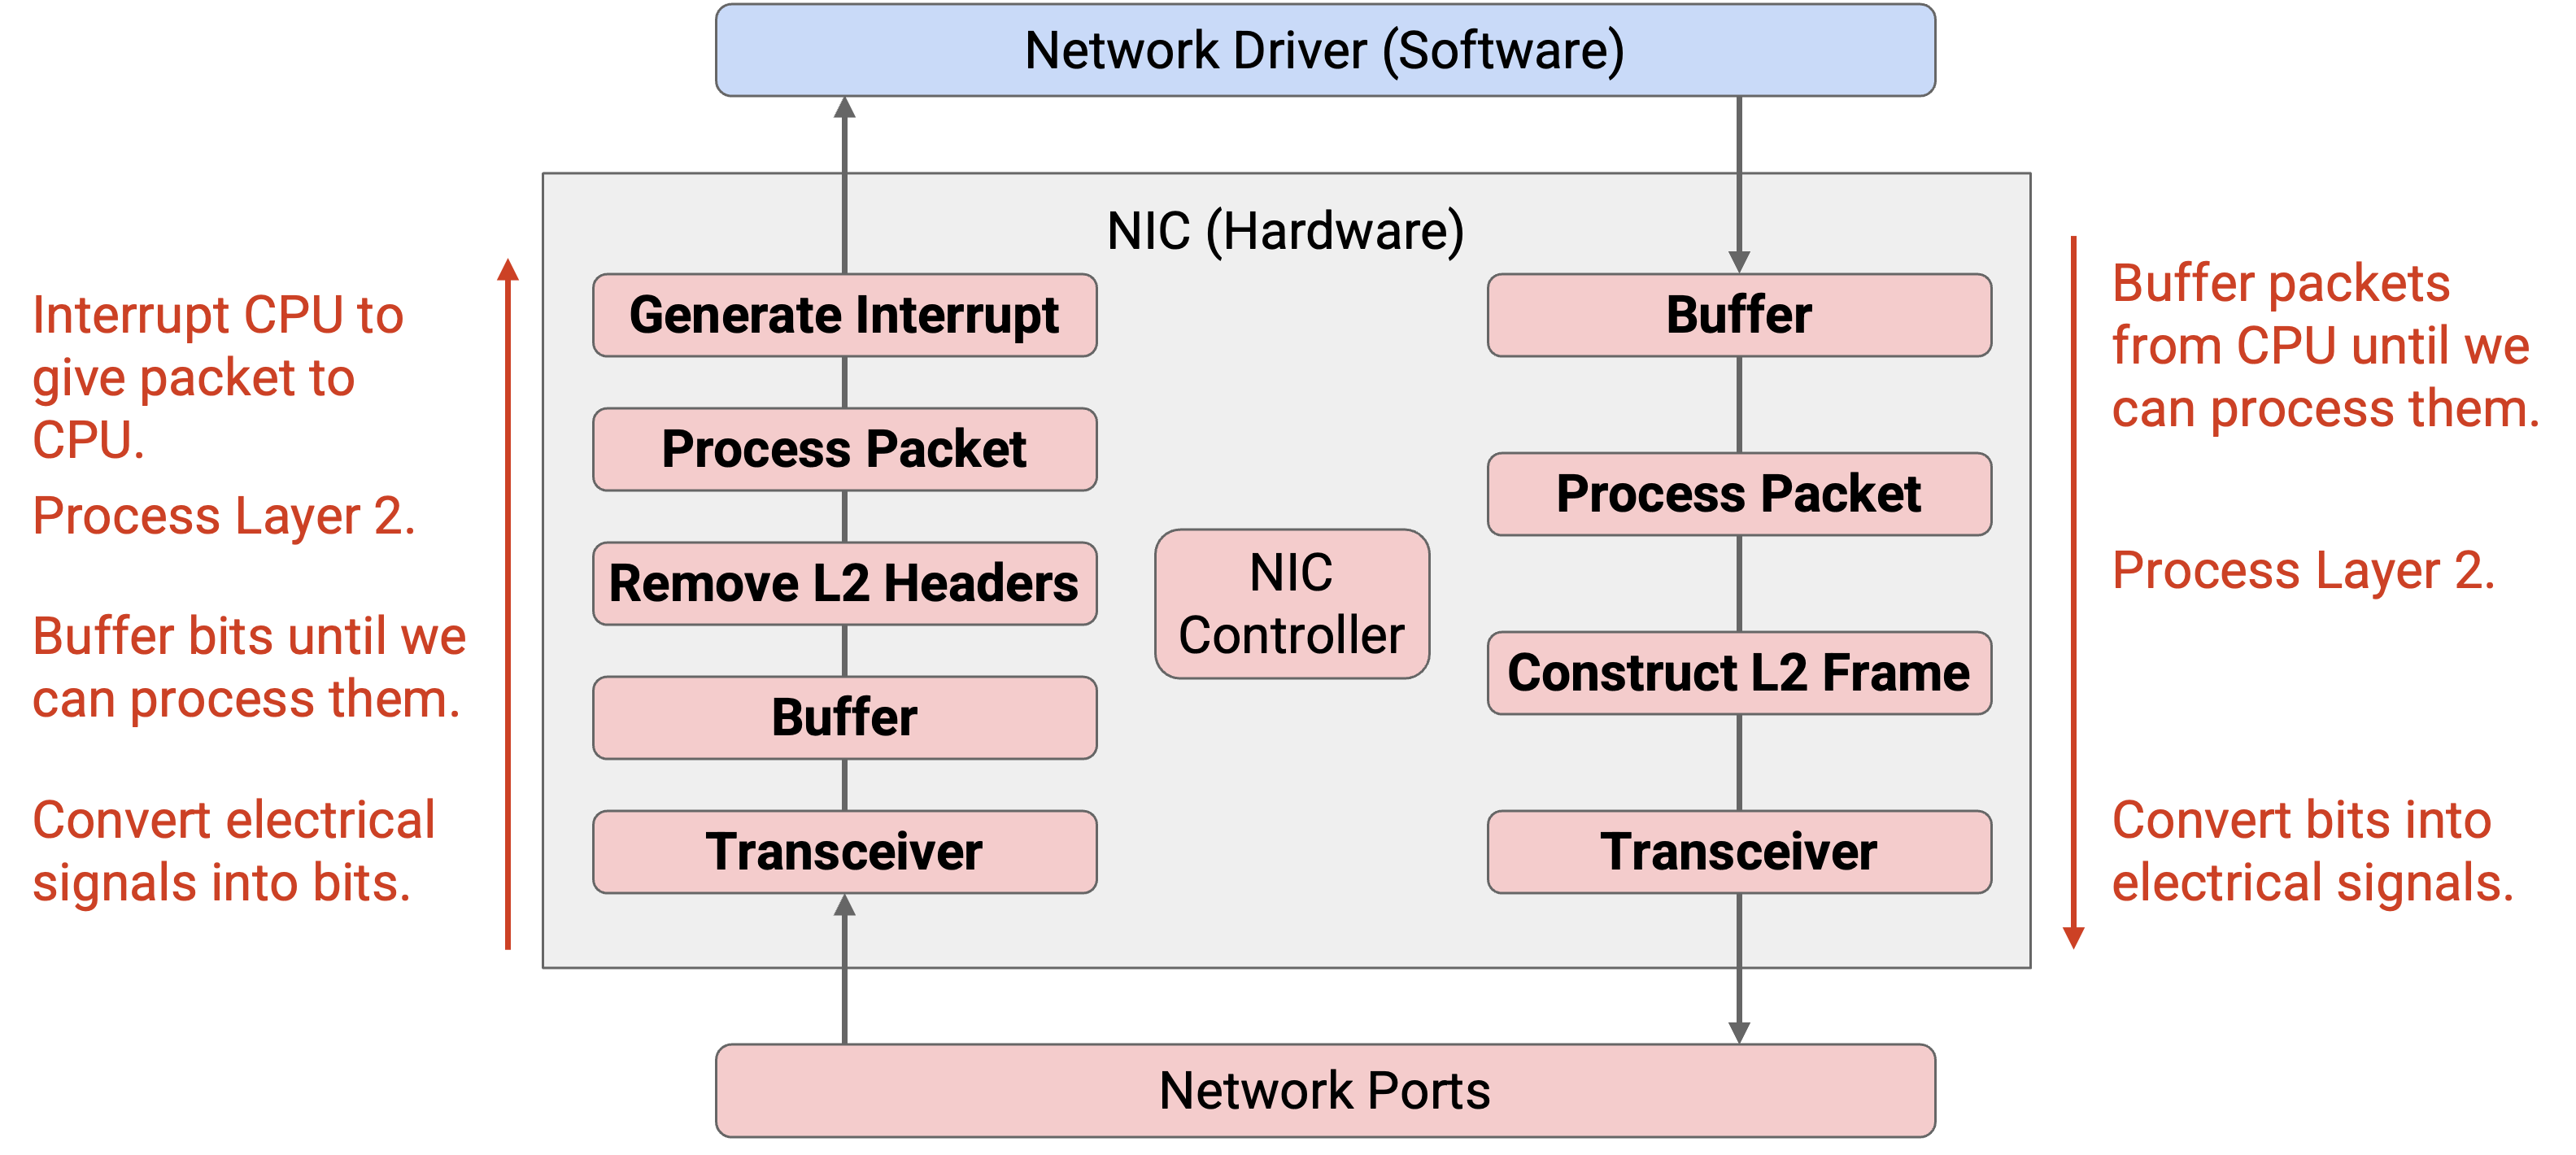 Network Driver (Software)
NIC (Hardware)
Interrupt CPU to
give packet to
CPU.
Process Layer 2.
Buffer bits until we
can process them.
Convert electrical
signals into bits.
Generate Interrupt
Process Packet
Remove L2 Headers
Buffer
Transceiver
NIC
Controller
Buffer
Process Packet
Construct L2 Frame
Transceiver
Buffer packets
from CPU until we
can process them.
Process Layer 2.
Convert bits into
electrical signals.
Network Ports